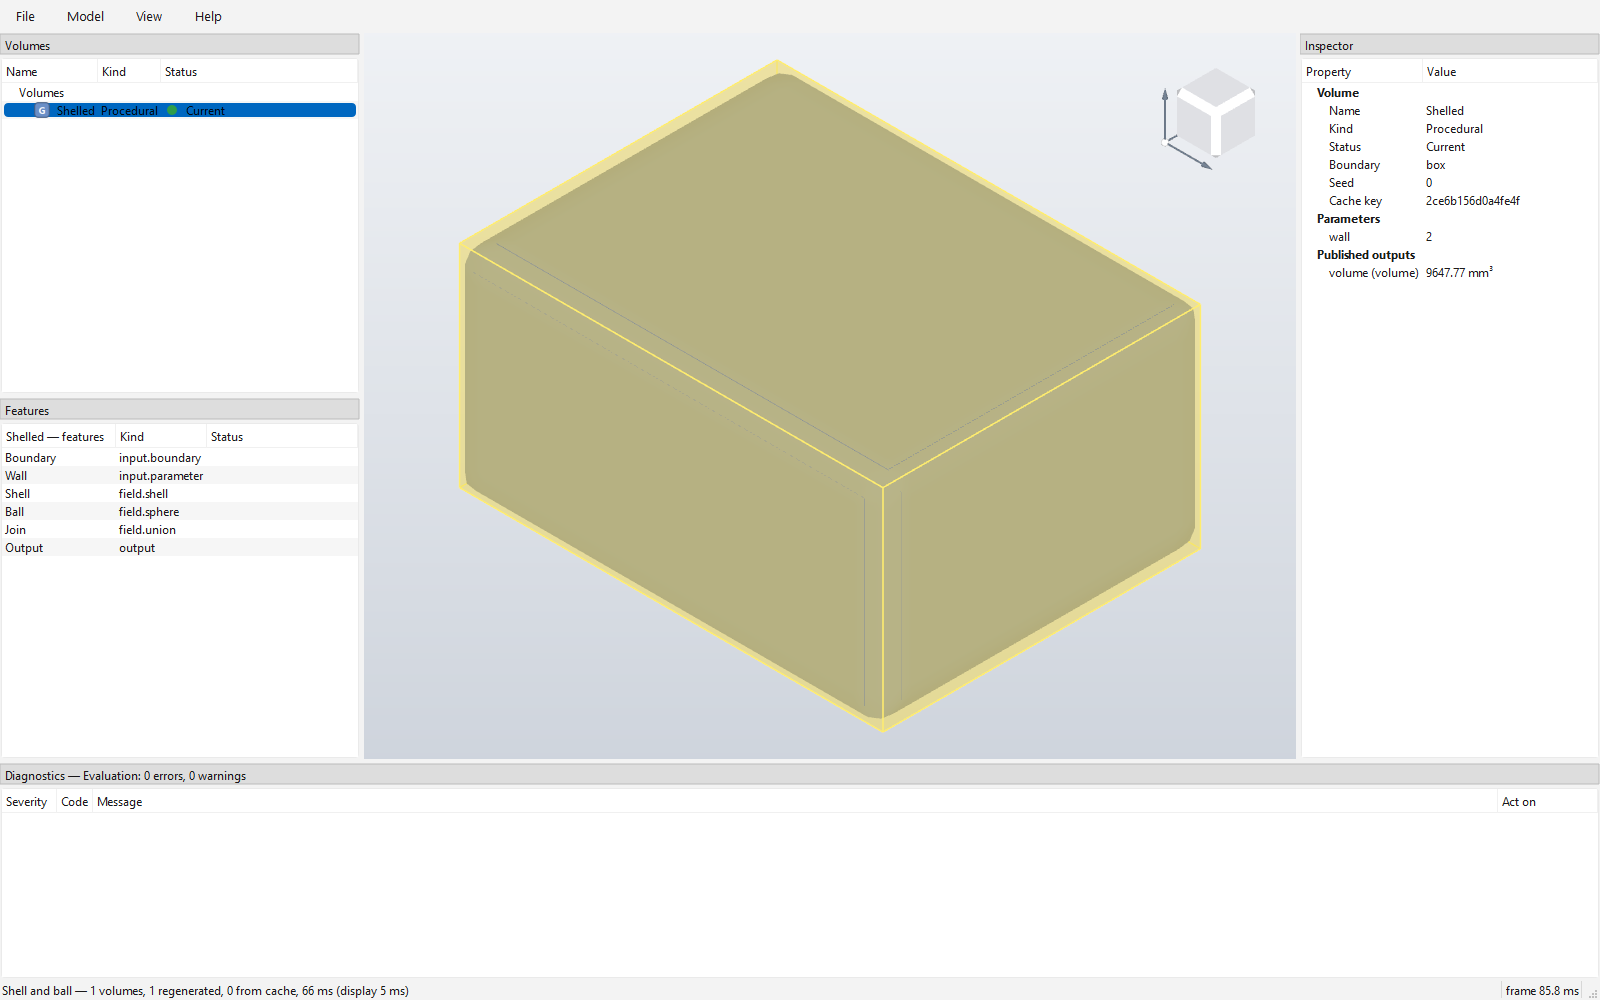 File Model View Help
Volumes
Name Kind Status
Volumes
G Shelled Procedural Current
Features
Shelled — features Kind Status
Boundary input.boundary
Wall input.parameter
Shell field.shell
Ball field.sphere
Join field.union
Output output
Inspector
Property Value
Volume
Name Shelled
Kind Procedural
Status Current
Boundary box
Seed 0
Cache key 2ce6b156d0a4fe4f
Parameters
wall 2
Published outputs
volume (volume) 9647.77 mm³
Diagnostics — Evaluation: 0 errors, 0 warnings
Severity Code Message Act on
Shell and ball — 1 volumes, 1 regenerated, 0 from cache, 66 ms (display 5 ms) frame 85.8 ms